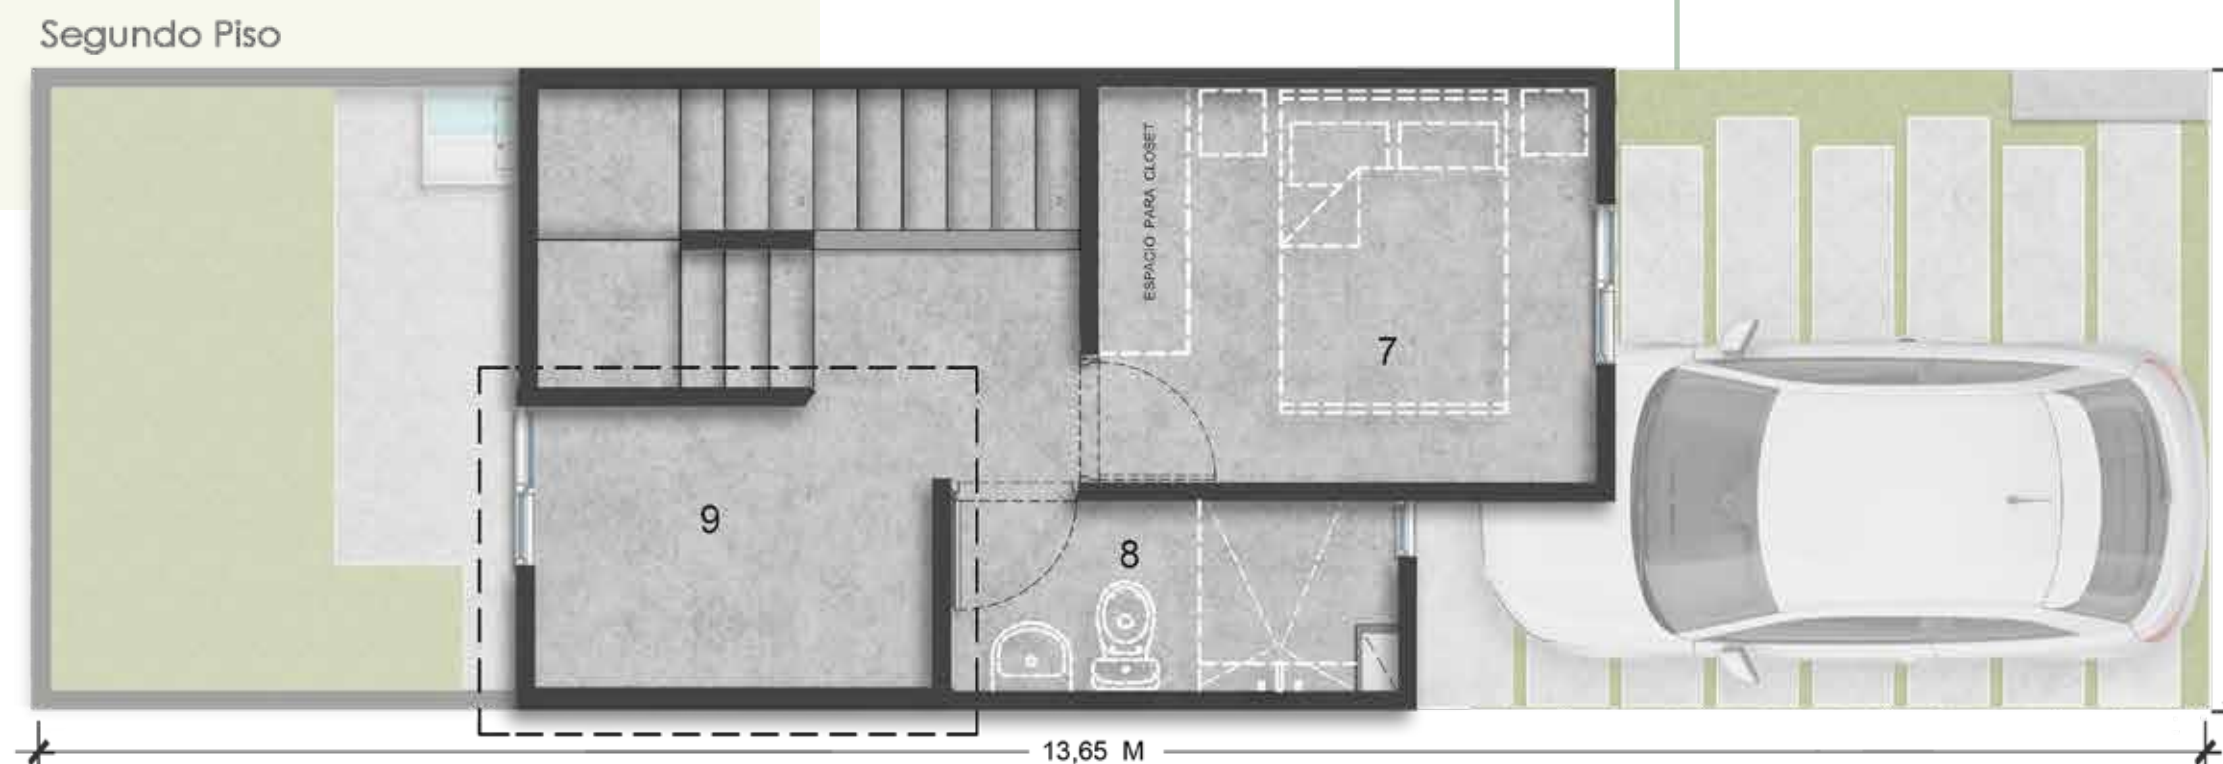 Segundo Piso
ESPACIO PARA CLOSET
7
9
8
13,65 M